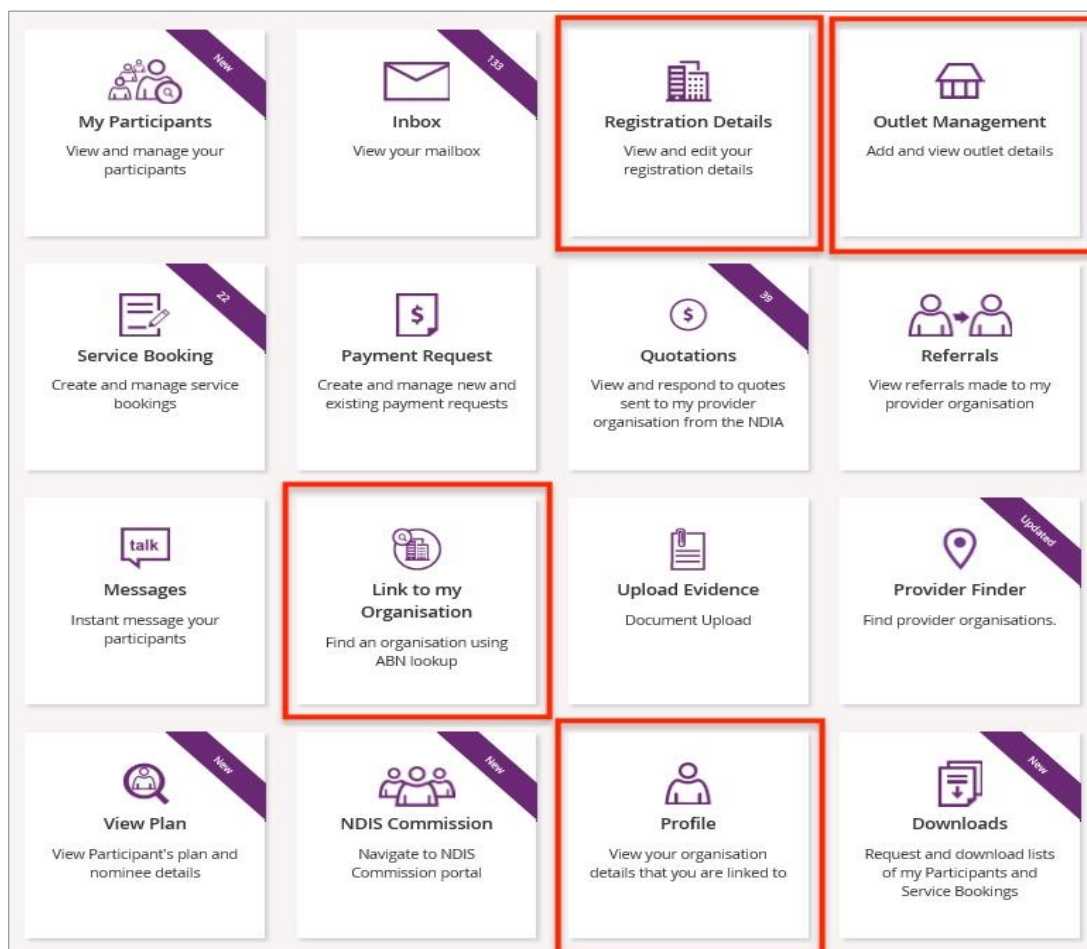 New
My Participants
View and manage your
participants
133
Inbox
View your mailbox
Registration Details
View and edit your
registration details
Outlet Management
Add and view outlet details
22
Service Booking
Create and manage service
bookings
$
Payment Request
Create and manage new and
existing payment requests
39
$
Quotations
View and respond to quotes
sent to my provider
organisation from the NDIA
Referrals
View referrals made to my
provider organisation
talk
Messages
Instant message your
participants
Link to my
Organisation
Find an organisation using
ABN lookup
Upload Evidence
Document Upload
Updated
Provider Finder
Find provider organisations.
New
View Plan
View Participant's plan and
nominee details
New
NDIS Commission
Navigate to NDIS
Commission portal
Profile
View your organisation
details that you are linked to
New
Downloads
Request and download lists
of my Participants and
Service Bookings